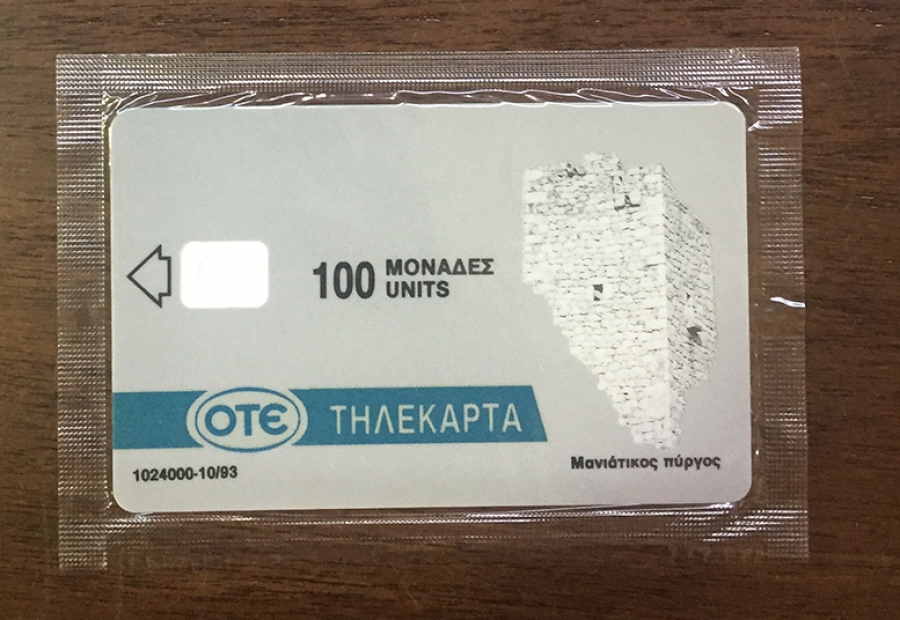 100 ΜΟΝΑΔΕΣ
UNITS
ΟΤΕ ΤΗΛΕΚΑΡΤΑ
1024000-10/93
Μανιάτικος πύργος